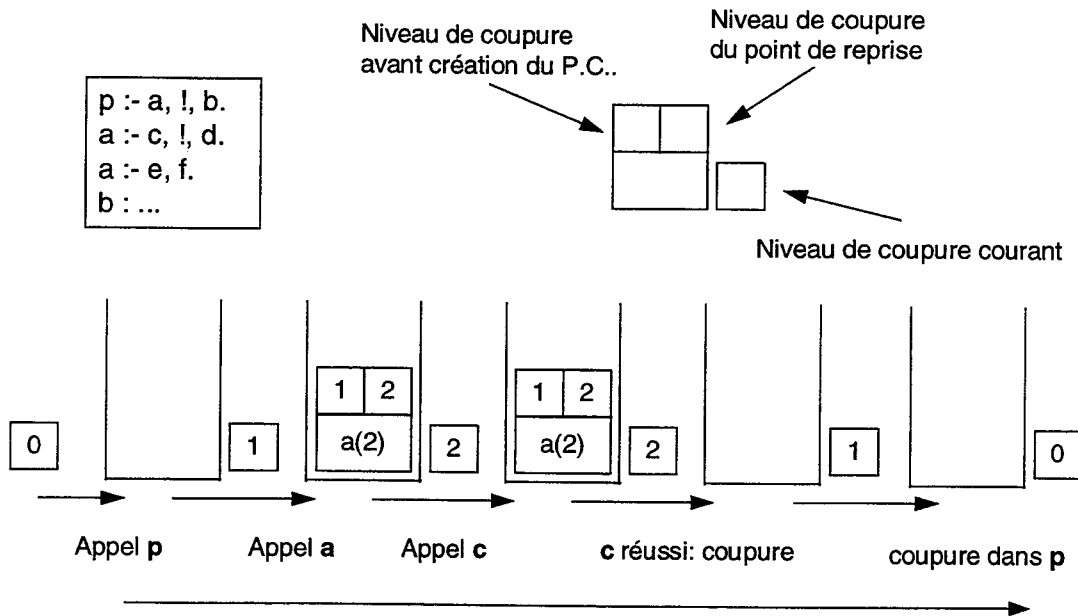 Niveau de coupure
avant création du P.C..
Niveau de coupure
du point de reprise
p :- a, !, b.
a :- c, !, d.
a :- e, f.
b : ...
Niveau de coupure courant
0
1
1 2
a(2)
2
1 2
a(2)
2
1
0
Appel p
Appel a
Appel c
c réussi: coupure
coupure dans p